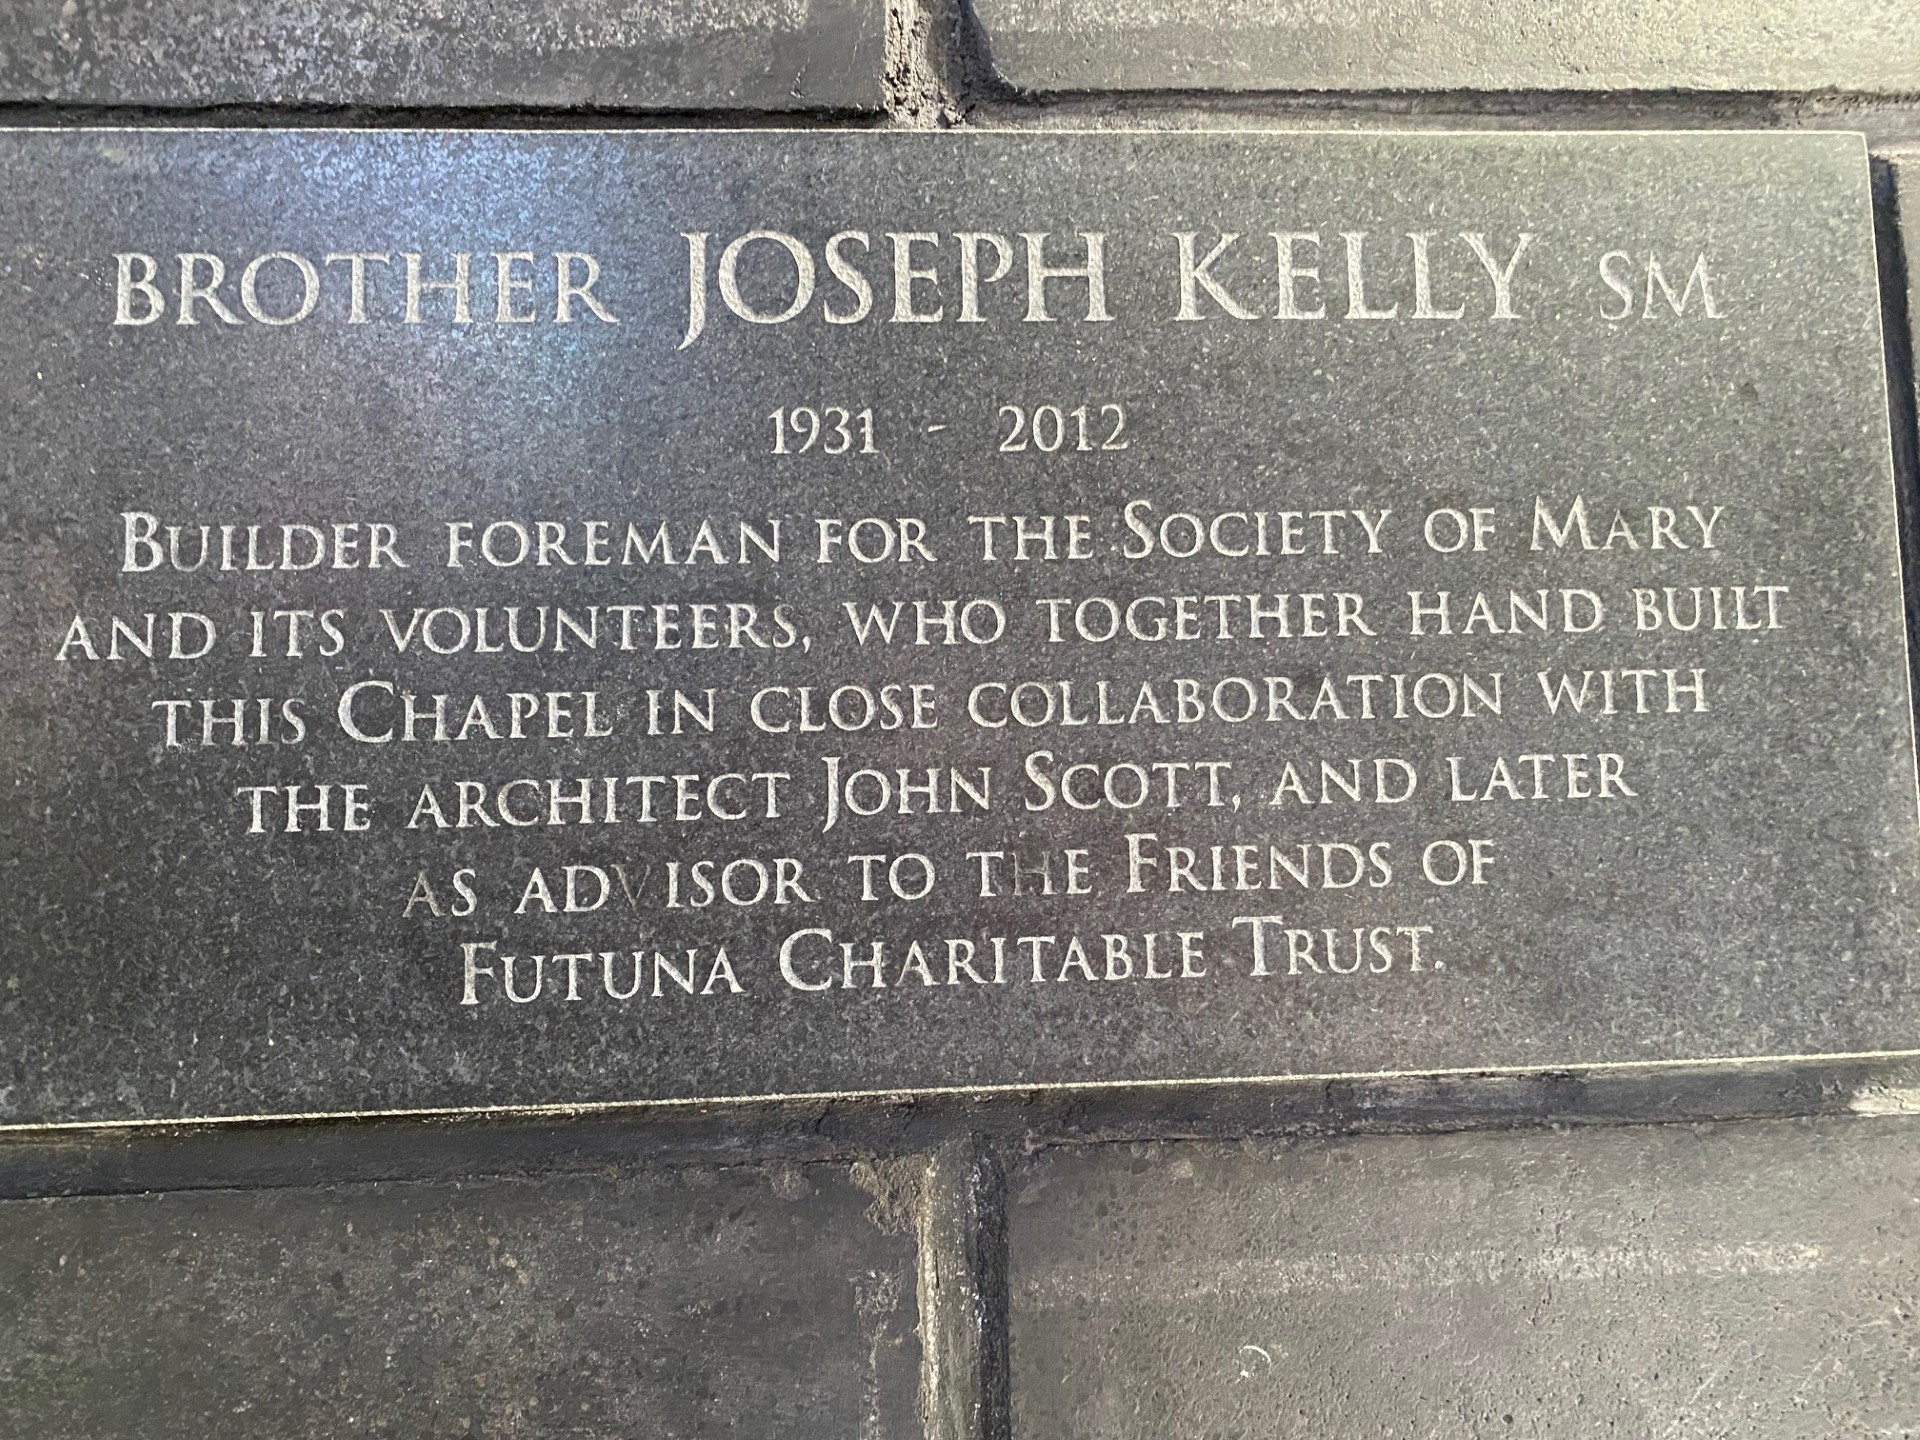 BROTHER JOSEPH KELLY SM
1931 - 2012
BUILDER FOREMAN FOR THE SOCIETY OF MARY
AND ITS VOLUNTEERS, WHO TOGETHER HAND BUILT
THIS CHAPEL IN CLOSE COLLABORATION WITH
THE ARCHITECT JOHN SCOTT, AND LATER
AS ADVISOR TO THE FRIENDS OF
FUTUNA CHARITABLE TRUST.